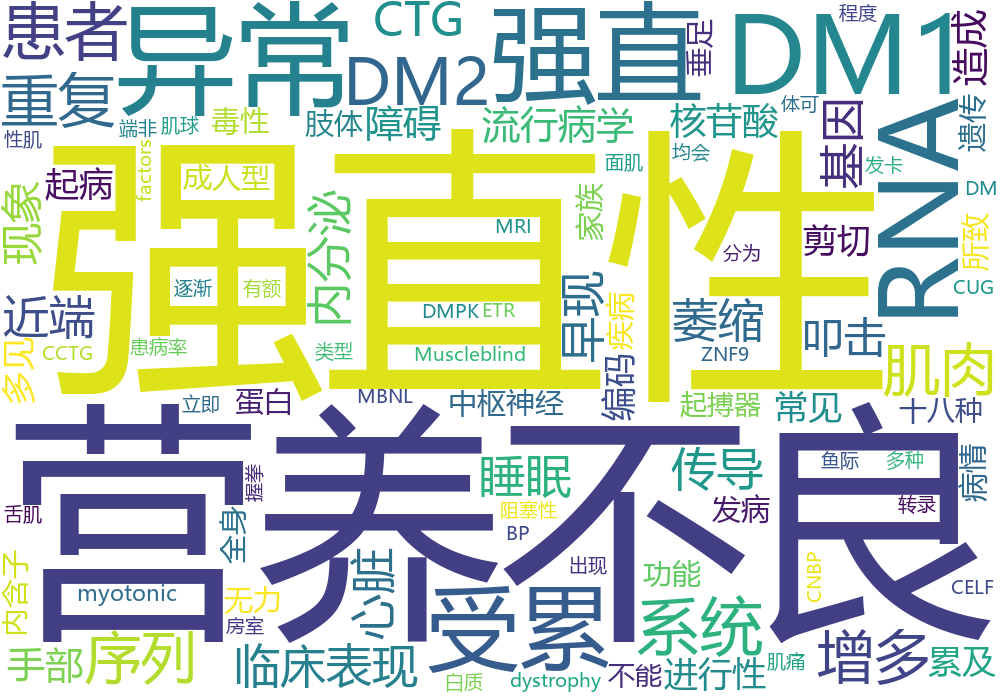 患者
异常
CTG
强直
DM1
程度
造成
重复
DM2
垂足
体可
遗传
性肌
端非
肌球
毒性
肢体
障碍
流行病学
核苷酸
基因
RNA
均会
发卡
DM
面肌
factors
成人型
起病
现象
强直性
内分泌
家族
MRI
分为
剪切
所致
CUG
逐渐
有额
早现
疾病
DMPK
ETR
近端
萎缩
叩击
CCTG
患病率
类型
Muscleblind
ZNF9
肌肉
多见
立即
蛋白
MBNL
中枢神经
编码
起搏器
常见
十八种
营养不良
睡眠
传导
鱼际
多种
病情
舌肌
握拳
全身
阻塞性
BP
发病
转录
内含子
myotonic
无力
房室
心脏
出现
功能
CNBP
CELF
手部
序列
临床表现
受累
系统
白质
dystrophy
不能
进行性
肌痛
增多
累及